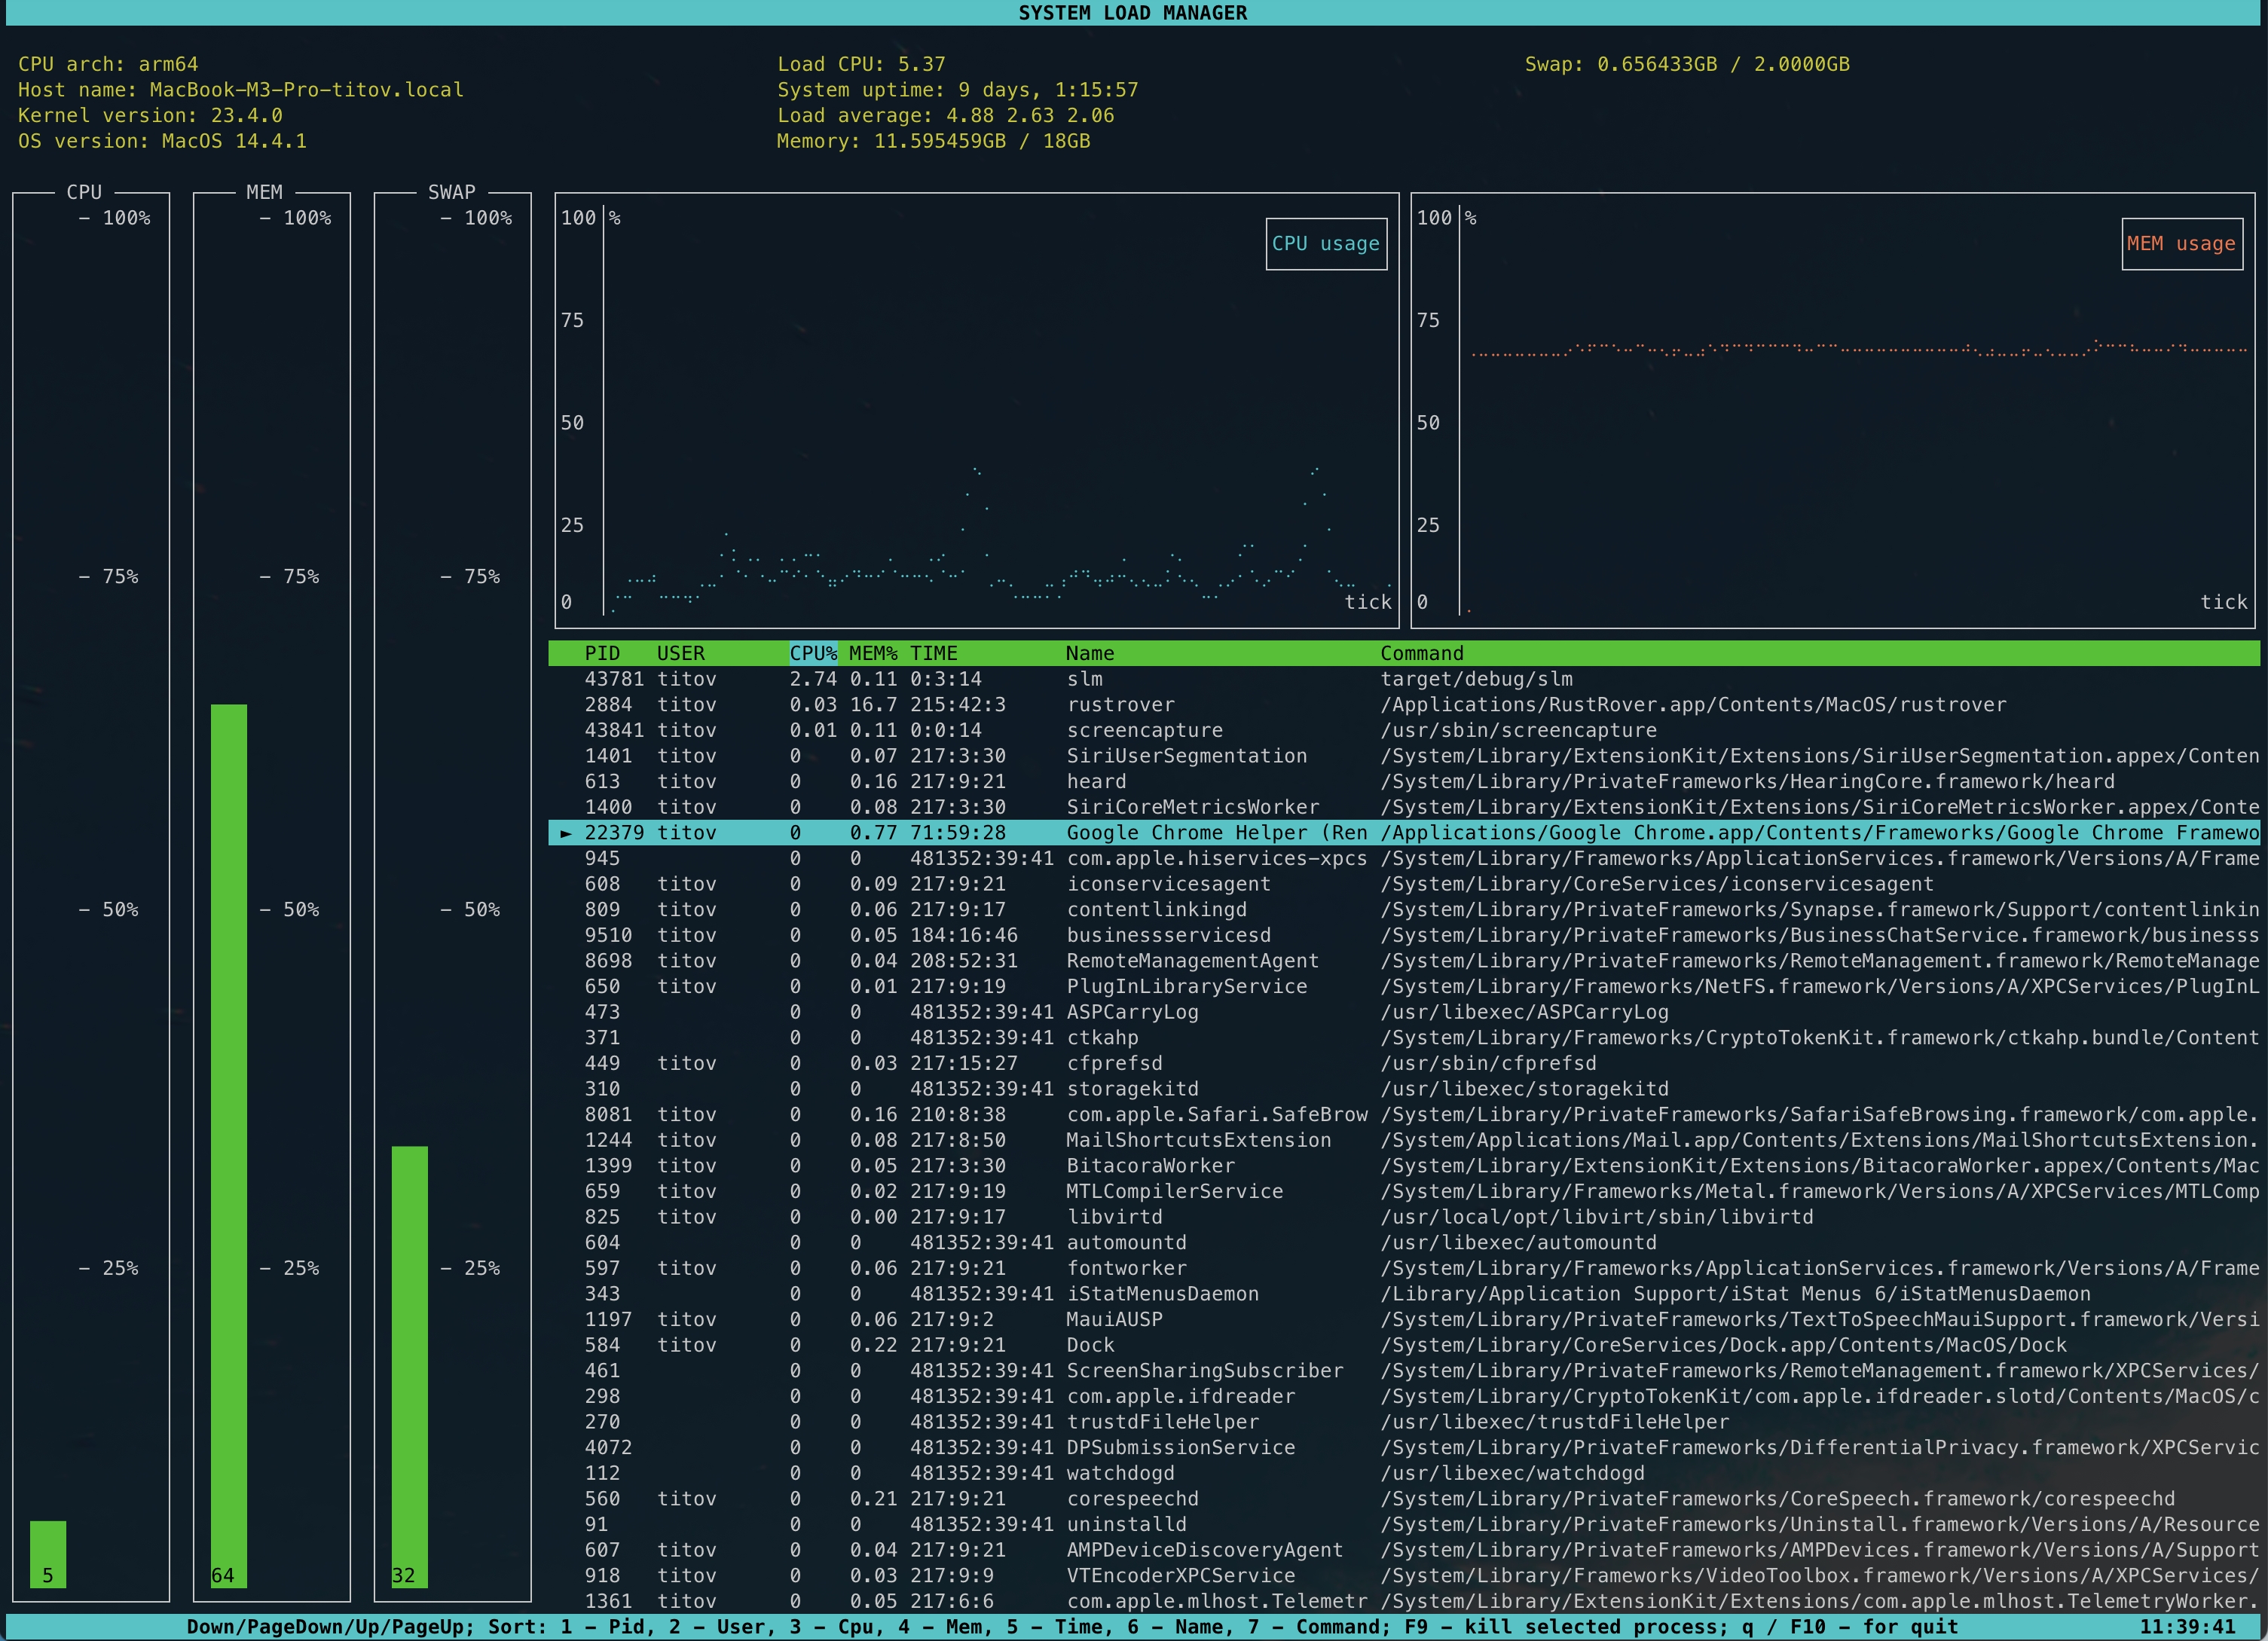 SYSTEM LOAD MANAGER
CPU arch: arm64
Host name: MacBook-M3-Pro-titov.local
Kernel version: 23.4.0
OS version: MacOS 14.4.1
Load CPU: 5.37
System uptime: 9 days, 1:15:57
Load average: 4.88 2.63 2.06
Memory: 11.595459GB / 18GB
Swap: 0.656433GB / 2.0000GB
CPU
- 100%
- 75%
- 50%
- 25%
5
MEM
- 100%
- 75%
- 50%
- 25%
64
SWAP
- 100%
- 75%
- 50%
- 25%
32
100 %
CPU usage
75
50
25
0
tick
100 %
MEM usage
75
50
25
0
tick
PID USER CPU% MEM% TIME Name Command
43781 titov 2.74 0.11 0:3:14 slm target/debug/slm
2884 titov 0.03 16.7 215:42:3 rustrover /Applications/RustRover.app/Contents/MacOS/rustrover
43841 titov 0.01 0.11 0:0:14 screencapture /usr/sbin/screencapture
1401 titov 0 0.07 217:3:30 SiriUserSegmentation /System/Library/ExtensionKit/Extensions/SiriUserSegmentation.appex/Conten
613 titov 0 0.16 217:9:21 heard /System/Library/PrivateFrameworks/HearingCore.framework/heard
1400 titov 0 0.08 217:3:30 SiriCoreMetricsWorker /System/Library/ExtensionKit/Extensions/SiriCoreMetricsWorker.appex/Conte
► 22379 titov 0 0.77 71:59:28 Google Chrome Helper (Ren /Applications/Google Chrome.app/Contents/Frameworks/Google Chrome Framewo
945 0 0 481352:39:41 com.apple.hiservices-xpcs /System/Library/Frameworks/ApplicationServices.framework/Versions/A/Frame
608 titov 0 0.09 217:9:21 iconservicesagent /System/Library/CoreServices/iconservicesagent
809 titov 0 0.06 217:9:17 contentlinkingd /System/Library/PrivateFrameworks/Synapse.framework/Support/contentlinkin
9510 titov 0 0.05 184:16:46 businessservicesd /System/Library/PrivateFrameworks/BusinessChatService.framework/businesss
8698 titov 0 0.04 208:52:31 RemoteManagementAgent /System/Library/PrivateFrameworks/RemoteManagement.framework/RemoteManage
650 titov 0 0.01 217:9:19 PlugInLibraryService /System/Library/Frameworks/NetFS.framework/Versions/A/XPCServices/PlugInL
473 0 0 481352:39:41 ASPCarryLog /usr/libexec/ASPCarryLog
371 0 0 481352:39:41 ctkahp /System/Library/Frameworks/CryptoTokenKit.framework/ctkahp.bundle/Content
449 titov 0 0.03 217:15:27 cfprefsd /usr/sbin/cfprefsd
310 0 0 481352:39:41 storagekitd /usr/libexec/storagekitd
8081 titov 0 0.16 210:8:38 com.apple.Safari.SafeBrow /System/Library/PrivateFrameworks/SafariSafeBrowsing.framework/com.apple.
1244 titov 0 0.08 217:8:50 MailShortcutsExtension /System/Applications/Mail.app/Contents/Extensions/MailShortcutsExtension.
1399 titov 0 0.05 217:3:30 BitacoraWorker /System/Library/ExtensionKit/Extensions/BitacoraWorker.appex/Contents/Mac
659 titov 0 0.02 217:9:19 MTLCompilerService /System/Library/Frameworks/Metal.framework/Versions/A/XPCServices/MTLComp
825 titov 0 0.00 217:9:17 libvirtd /usr/local/opt/libvirt/sbin/libvirtd
604 0 0 481352:39:41 automountd /usr/libexec/automountd
597 titov 0 0.06 217:9:21 fontworker /System/Library/Frameworks/ApplicationServices.framework/Versions/A/Frame
343 0 0 481352:39:41 iStatMenusDaemon /Library/Application Support/iStat Menus 6/iStatMenusDaemon
1197 titov 0 0.06 217:9:2 MauiAUSP /System/Library/PrivateFrameworks/TextToSpeechMauiSupport.framework/Versi
584 titov 0 0.22 217:9:21 Dock /System/Library/CoreServices/Dock.app/Contents/MacOS/Dock
461 0 0 481352:39:41 ScreenSharingSubscriber /System/Library/PrivateFrameworks/RemoteManagement.framework/XPCServices/
298 0 0 481352:39:41 com.apple.ifdreader /System/Library/CryptoTokenKit/com.apple.ifdreader.slotd/Contents/MacOS/c
270 0 0 481352:39:41 trustdFileHelper /usr/libexec/trustdFileHelper
4072 0 0 481352:39:41 DPSubmissionService /System/Library/PrivateFrameworks/DifferentialPrivacy.framework/XPCServic
112 0 0 481352:39:41 watchdogd /usr/libexec/watchdogd
560 titov 0 0.21 217:9:21 corespeechd /System/Library/PrivateFrameworks/CoreSpeech.framework/corespeechd
91 0 0 481352:39:41 uninstalld /System/Library/PrivateFrameworks/Uninstall.framework/Versions/A/Resource
607 titov 0 0.04 217:9:21 AMPDeviceDiscoveryAgent /System/Library/PrivateFrameworks/AMPDevices.framework/Versions/A/Support
918 titov 0 0.03 217:9:9 VTEncoderXPCService /System/Library/Frameworks/VideoToolbox.framework/Versions/A/XPCServices/
1361 titov 0 0.05 217:6:6 com.apple.mlhost.Telemetr /System/Library/ExtensionKit/Extensions/com.apple.mlhost.TelemetryWorker.
Down/PageDown/Up/PageUp; Sort: 1 - Pid, 2 - User, 3 - Cpu, 4 - Mem, 5 - Time, 6 - Name, 7 - Command; F9 - kill selected process; q / F10 - for quit 11:39:41